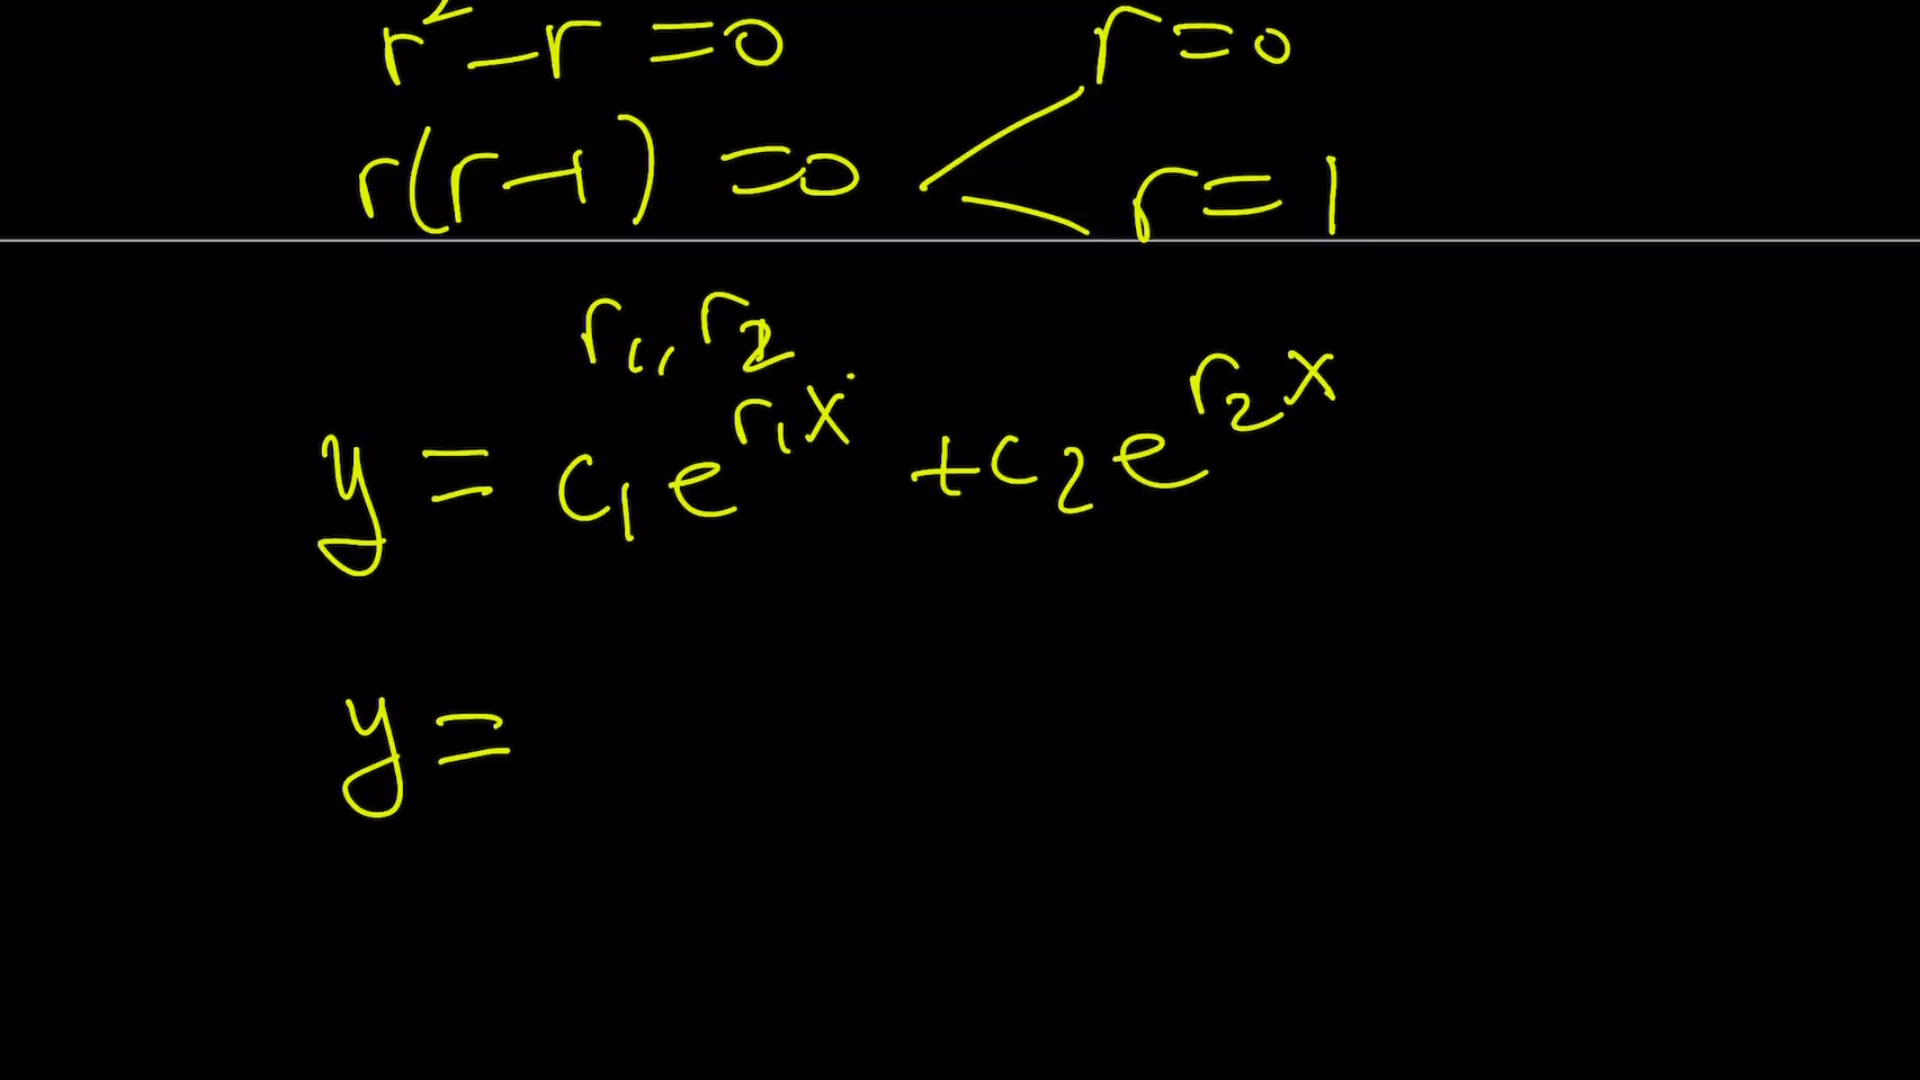 r² - r = 0 r = 0
r(r-1) = 0 r = 1
r₁, r₂
y = c₁e^{r₁x} + c₂e^{r₂x}
y =